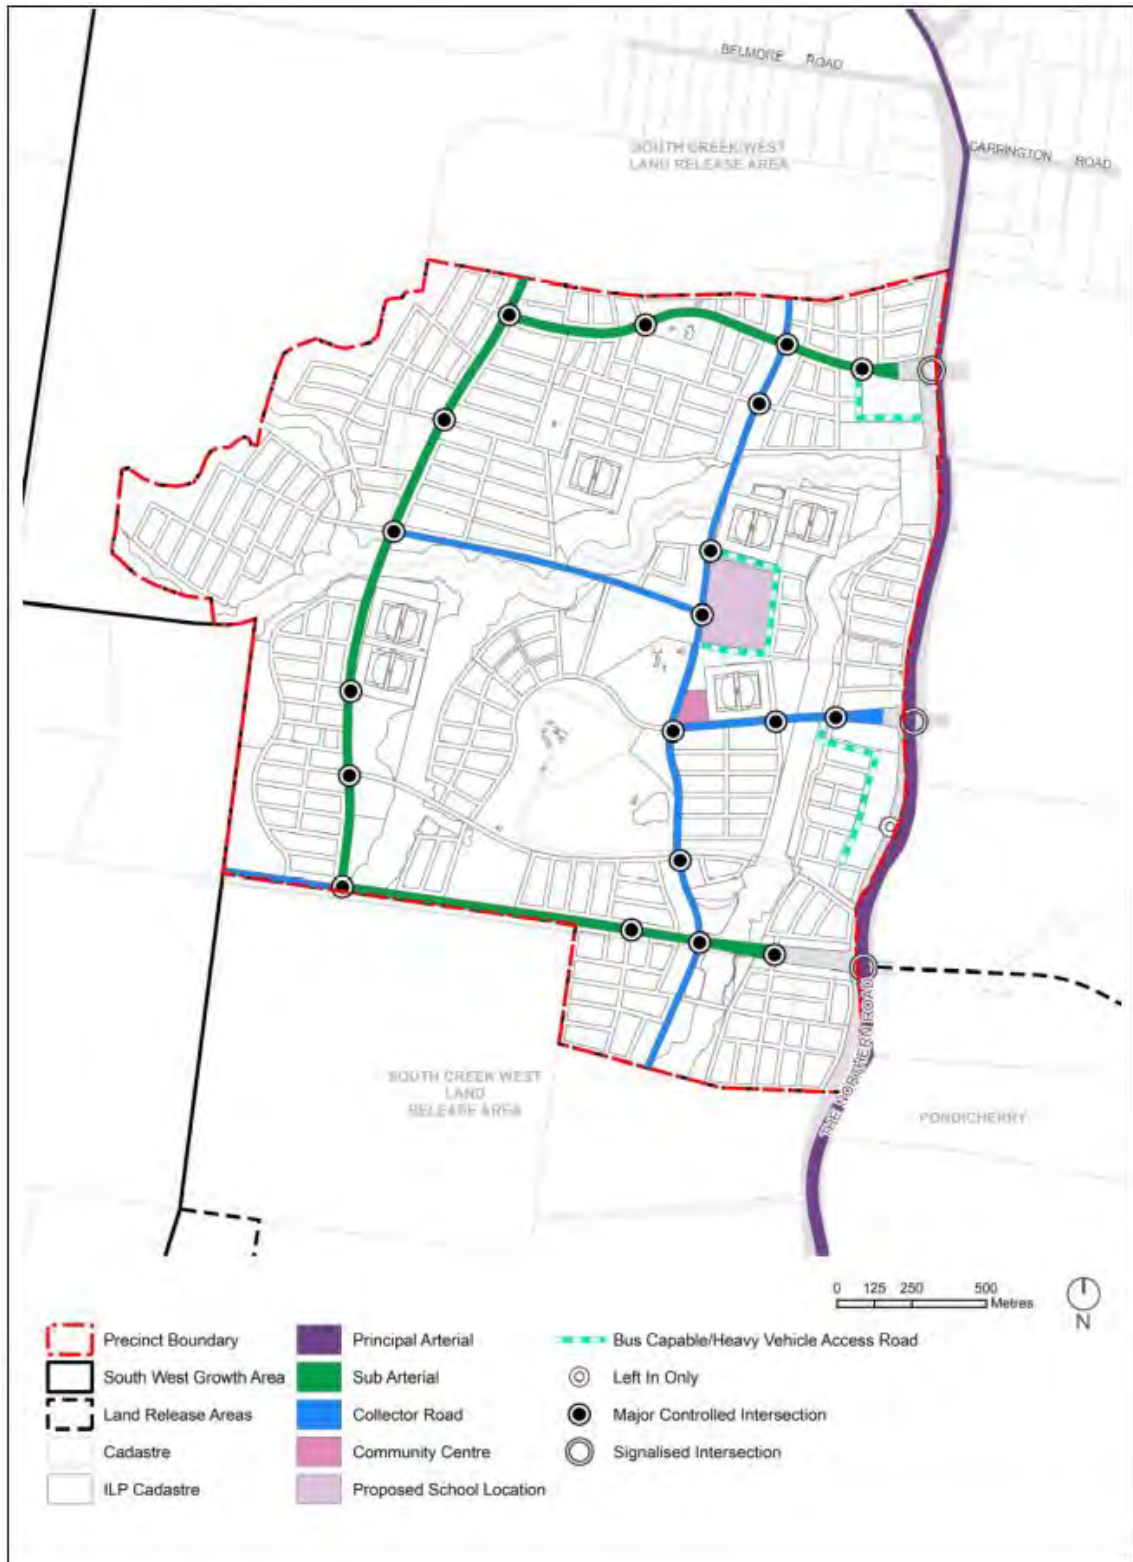 BELMORE ROAD
CARRINGTON ROAD
SOUTH CREEK WEST
LAND RELEASE AREA
THE NORTHERN ROAD
SOUTH CREEK WEST
LAND
RELEASE AREA
PONDICHERRY
0 125 250 500
Metres
N
Precinct Boundary
South West Growth Area
Land Release Areas
Cadastre
ILP Cadastre
Principal Arterial
Sub Arterial
Collector Road
Community Centre
Proposed School Location
Bus Capable/Heavy Vehicle Access Road
Left In Only
Major Controlled Intersection
Signalised Intersection